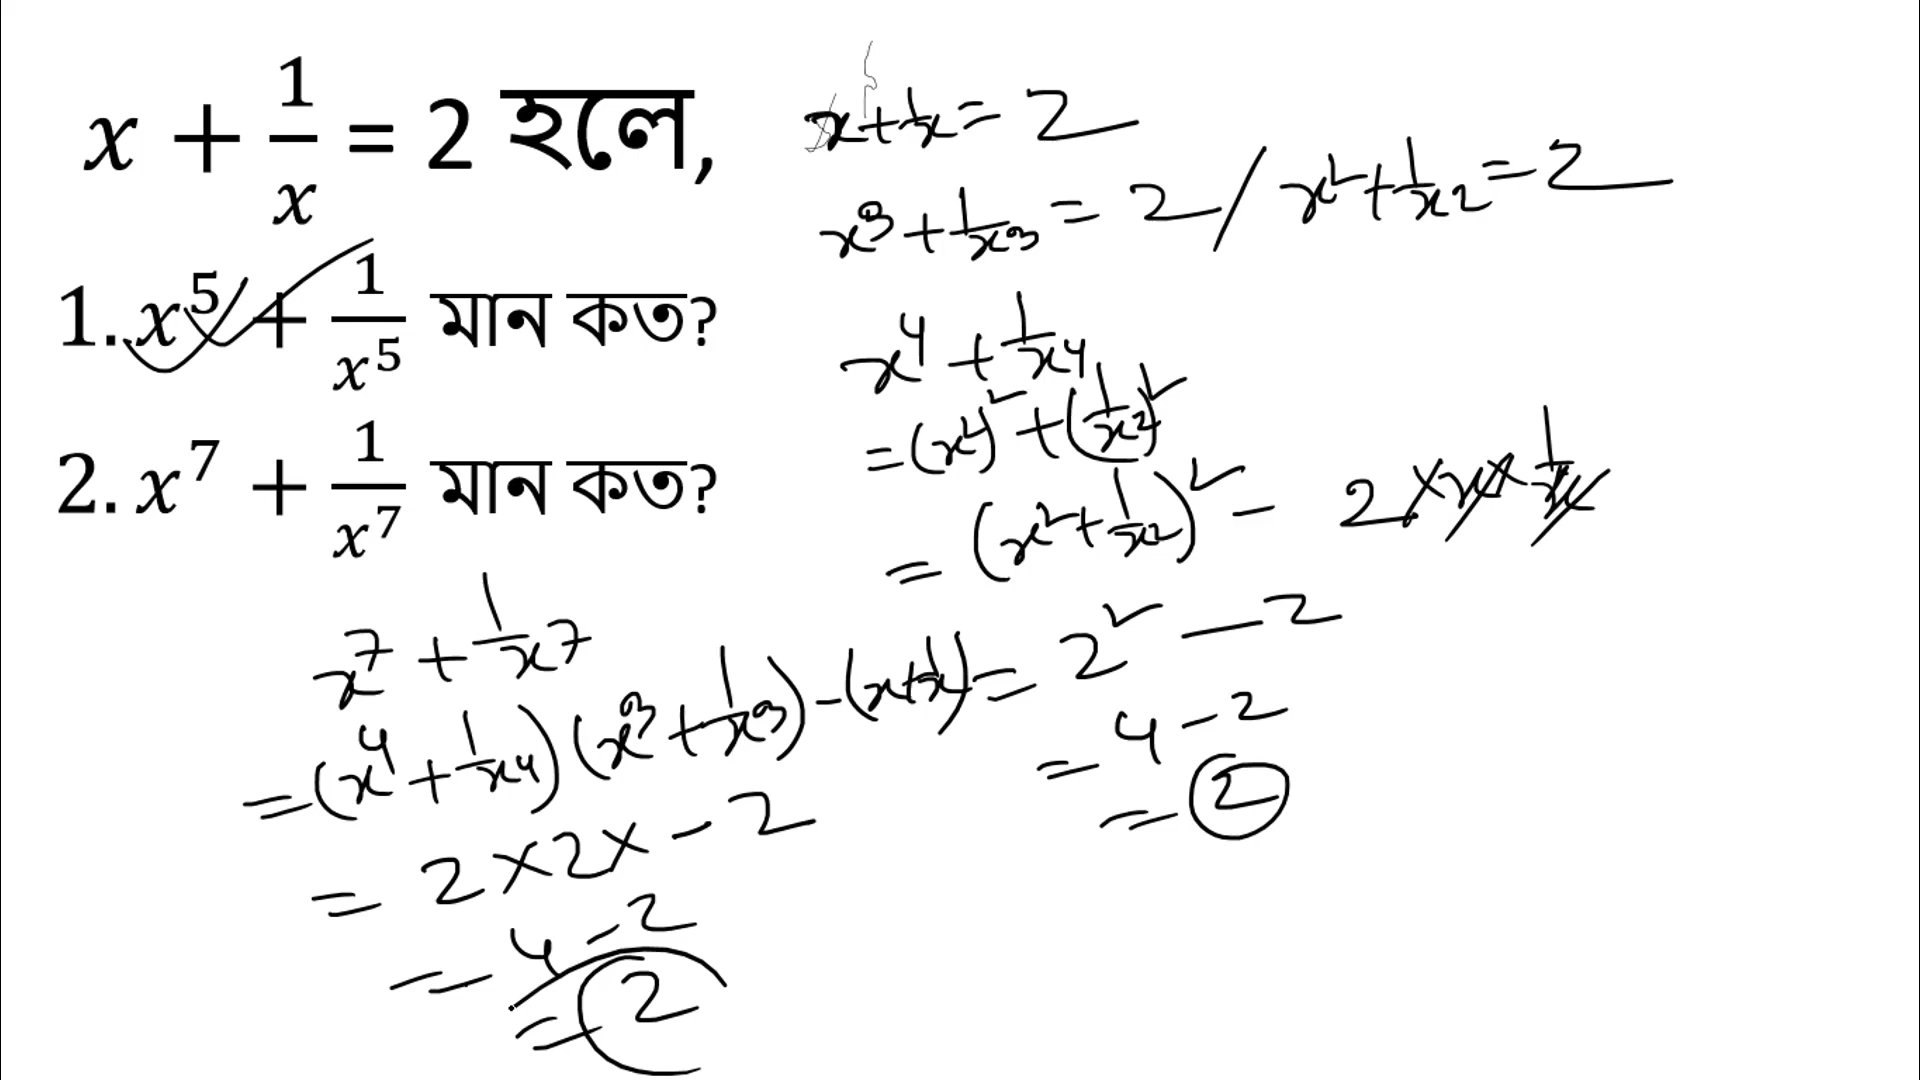 x + 1/x = 2 হলে,
1. x⁵ + 1/x⁵ মান কত?
2. x⁷ + 1/x⁷ মান কত?
x + 1/x = 2
x³ + 1/x³ = 2 / x² + 1/x² = 2
x⁴ + 1/x⁴
= (x²)² + (1/x²)²
= (x² + 1/x²)² - 2 × x² × 1/x²
= 2² - 2
= 4 - 2
= 2
x⁷ + 1/x⁷
= (x⁴ + 1/x⁴) (x³ + 1/x³) - (x + 1/x)
= 2 × 2 × - 2
= 4 - 2
= 2